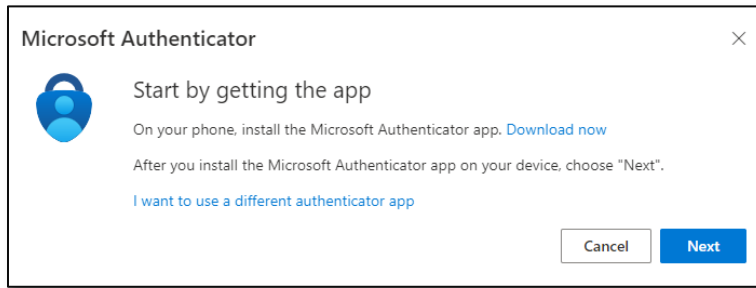 Microsoft Authenticator
Start by getting the app
On your phone, install the Microsoft Authenticator app. Download now
After you install the Microsoft Authenticator app on your device, choose "Next".
I want to use a different authenticator app
Cancel Next